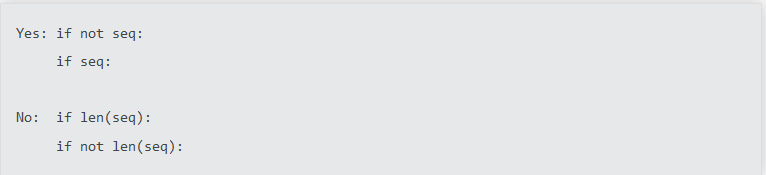 Yes: if not seq:
     if seq:

No:  if len(seq):
     if not len(seq):